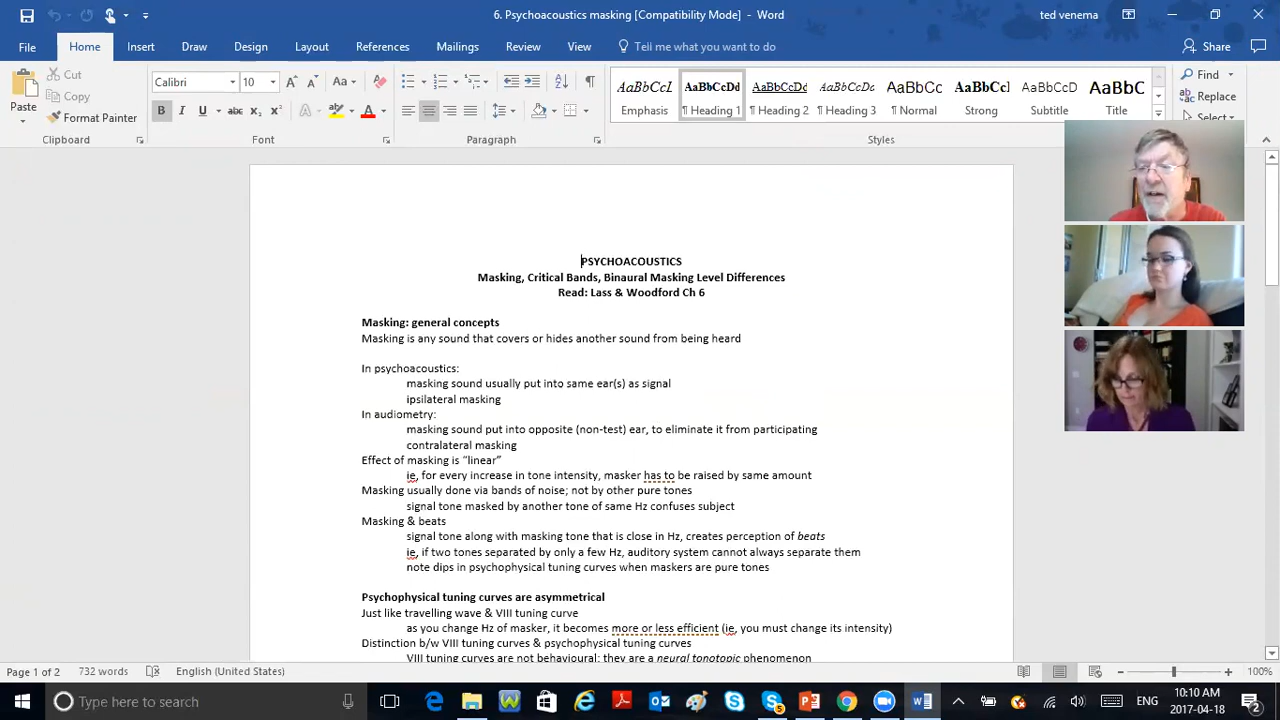 6. Psychoacoustics masking [Compatibility Mode] - Word
ted venema
File Home Insert Draw Design Layout References Mailings Review View Tell me what you want to do
Share
Paste
Cut
Copy
Format Painter
Clipboard
Calibri 10
Font
Paragraph
AaBbCcL AaBbCcDd AaBbCcDd AaBbCcDd AaBbCc AaBbCc AaBbCcD AaBbC
Emphasis ¶ Heading 1 ¶ Heading 2 ¶ Heading 3 ¶ Normal Strong Subtitle Title
Styles
Find
Replace
Select
PSYCHOACOUSTICS
Masking, Critical Bands, Binaural Masking Level Differences
Read: Lass & Woodford Ch 6
Masking: general concepts
Masking is any sound that covers or hides another sound from being heard
In psychoacoustics:
masking sound usually put into same ear(s) as signal
ipsilateral masking
In audiometry:
masking sound put into opposite (non-test) ear, to eliminate it from participating
contralateral masking
Effect of masking is “linear”
ie, for every increase in tone intensity, masker has to be raised by same amount
Masking usually done via bands of noise; not by other pure tones
signal tone masked by another tone of same Hz confuses subject
Masking & beats
signal tone along with masking tone that is close in Hz, creates perception of beats
ie, if two tones separated by only a few Hz, auditory system cannot always separate them
note dips in psychophysical tuning curves when maskers are pure tones
Psychophysical tuning curves are asymmetrical
Just like travelling wave & VIII tuning curve
as you change Hz of masker, it becomes more or less efficient (ie, you must change its intensity)
Distinction b/w VIII tuning curves & psychophysical tuning curves
VIII tuning curves are not behavioural; they are a neural tonotopic phenomenon
Page 1 of 2 732 words English (United States) 100%
Type here to search
ENG
10:10 AM
2017-04-18
2